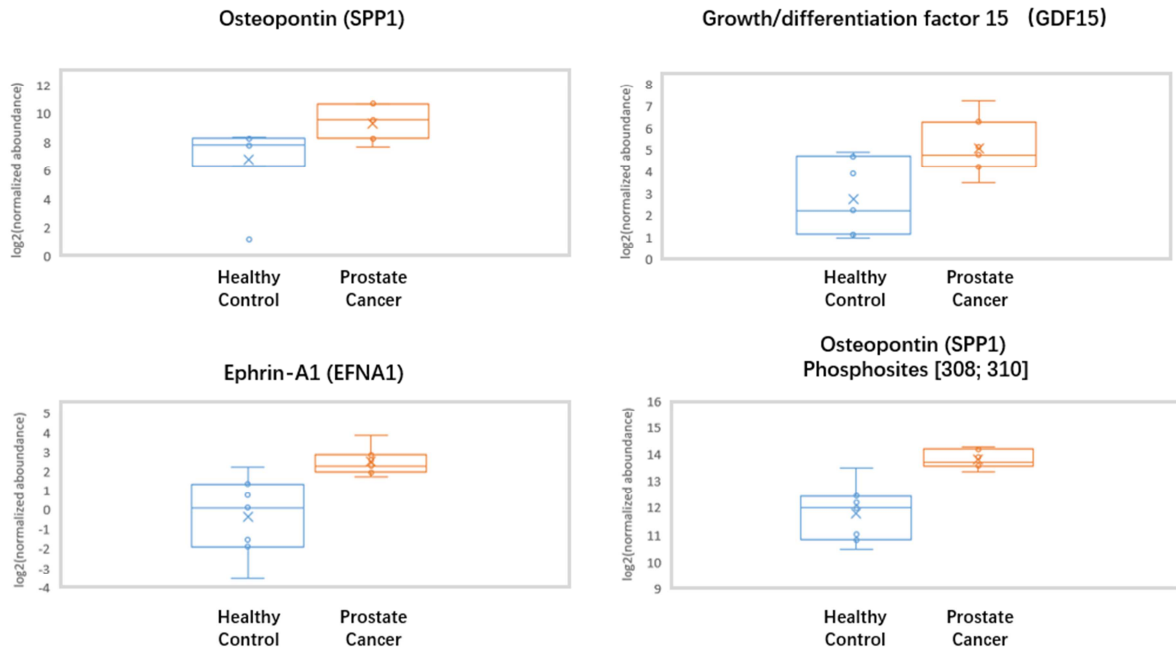 Osteopontin (SPP1)
log2(normalized aboundance)
12
10
8
6
4
2
0
Healthy
Control
Prostate
Cancer
Growth/differentiation factor 15 (GDF15)
log2(normalized aboundance)
8
7
6
5
4
3
2
1
0
Healthy
Control
Prostate
Cancer
Ephrin-A1 (EFNA1)
log2(normalized aboundance)
5
4
3
2
1
0
-1
-2
-3
-4
Healthy
Control
Prostate
Cancer
Osteopontin (SPP1)
Phosphosites [308; 310]
log2(normalized aboundance)
16
15
14
13
12
11
10
9
Healthy
Control
Prostate
Cancer